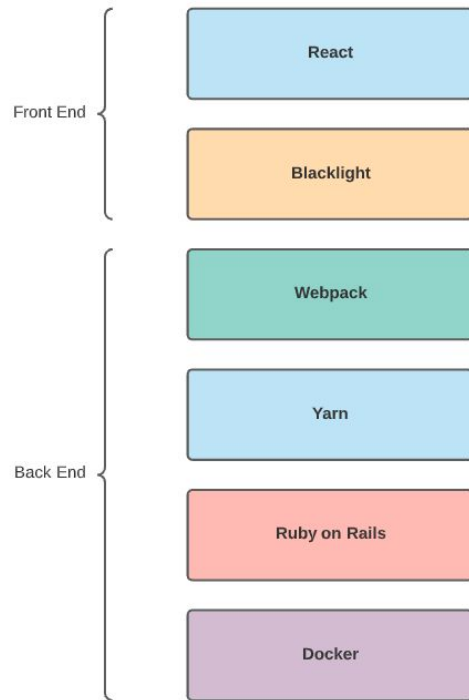 React
Front End
Blacklight
Webpack
Yarn
Back End
Ruby on Rails
Docker